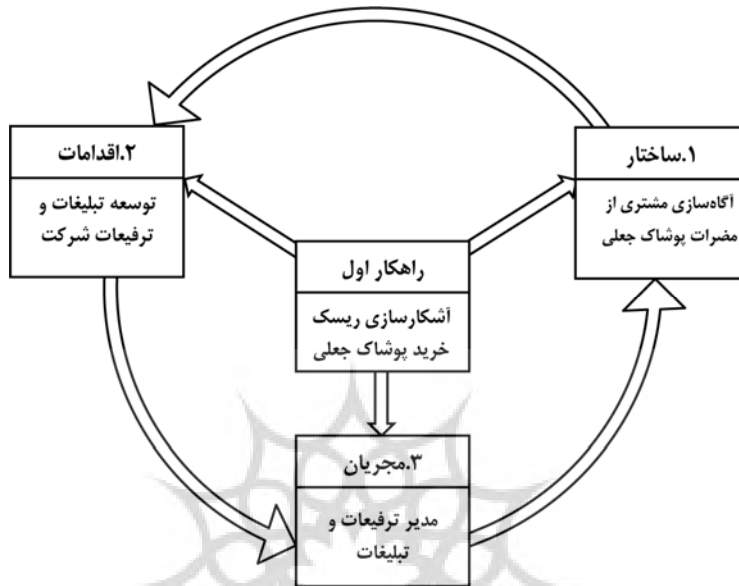 ۱.ساختار
آگاه‌سازی مشتری از
مضرات پوشاک جعلی
۲.اقدامات
توسعه تبلیغات و
ترفیعات شرکت
راهکار اول
آشکارسازی ریسک
خرید پوشاک جعلی
۳.مجریان
مدیر ترفیعات و
تبلیغات